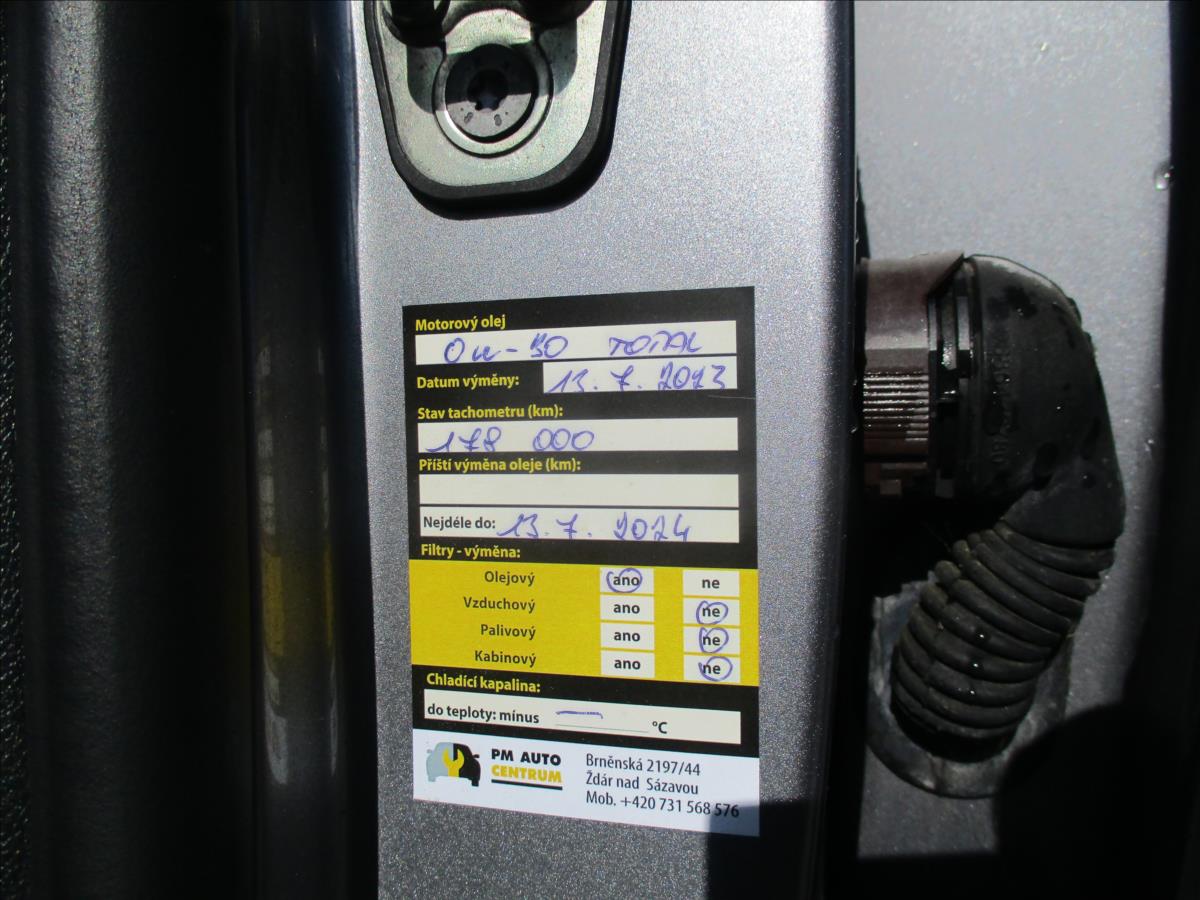 Motorový olej
0W-30 TOTAL
Datum výměny: 13. 7. 2023
Stav tachometru (km):
178 000
Příští výměna oleje (km):
Nejdéle do: 13. 7. 2024
Filtry - výměna:
Olejový ano ne
Vzduchový ano ne
Palivový ano ne
Kabinový ano ne
Chladící kapalina:
do teploty: mínus — °C
PM AUTO
CENTRUM
Brněnská 2197/44
Ždár nad Sázavou
Mob. +420 731 568 576